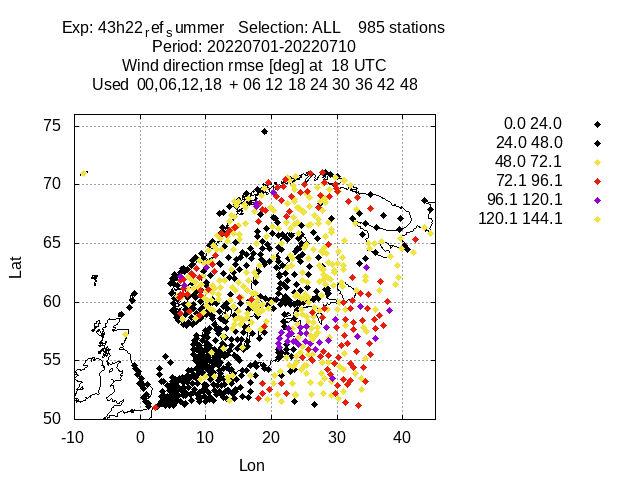 Exp: 43h22ref summer   Selection: ALL    985 stations
Period: 20220701-20220710
Wind direction rmse [deg] at  18 UTC
Used  00,06,12,18  + 06 12 18 24 30 36 42 48
0.0 24.0
24.0 48.0
48.0 72.1
72.1 96.1
96.1 120.1
120.1 144.1
75
70
65
60
55
50
Lat
-10 0 10 20 30 40
Lon